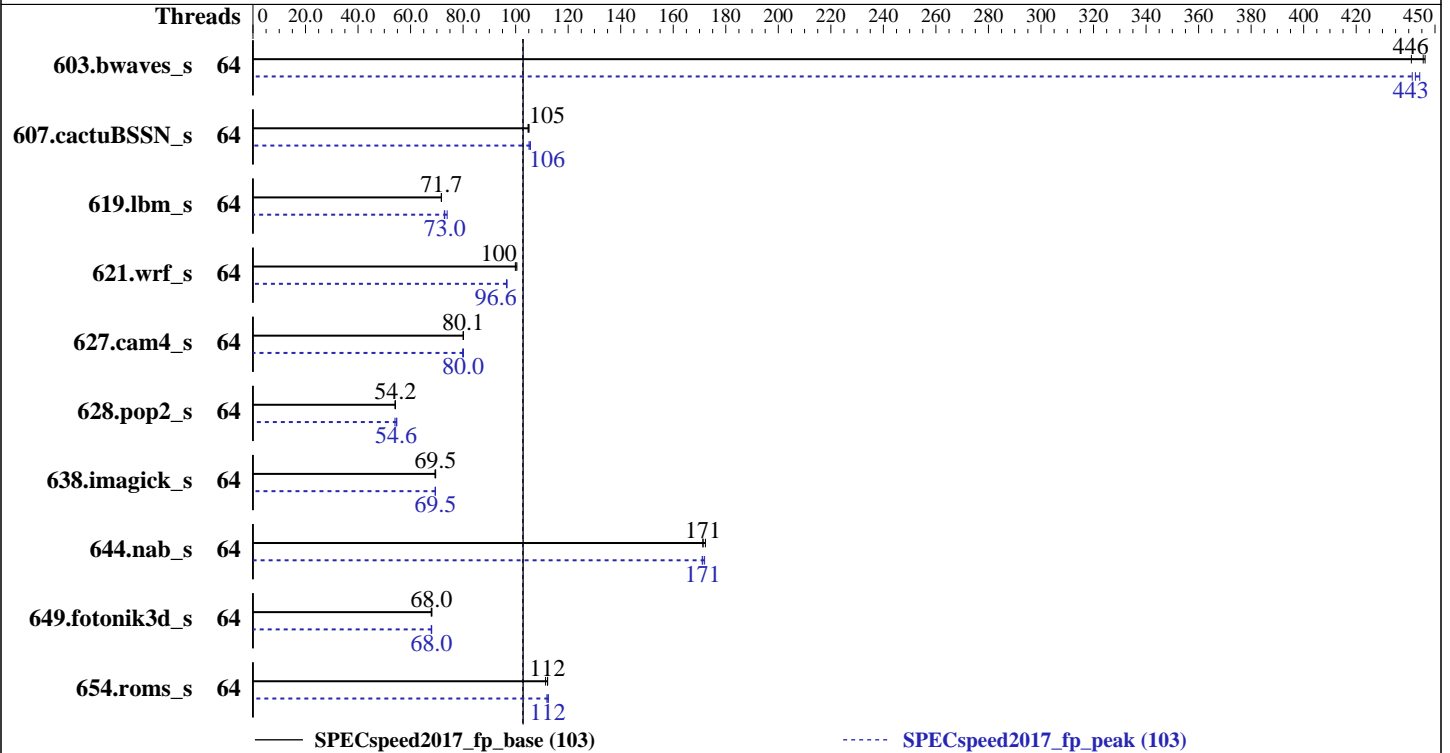 Threads 0 20.0 40.0 60.0 80.0 100 120 140 160 180 200 220 240 260 280 300 320 340 360 380 400 420 450
446
603.bwaves_s 64
443
105
607.cactuBSSN_s 64
106
71.7
619.lbm_s 64
73.0
100
621.wrf_s 64
96.6
80.1
627.cam4_s 64
80.0
54.2
628.pop2_s 64
54.6
69.5
638.imagick_s 64
69.5
171
644.nab_s 64
171
68.0
649.fotonik3d_s 64
68.0
112
654.roms_s 64
112
SPECspeed2017_fp_base (103) SPECspeed2017_fp_peak (103)